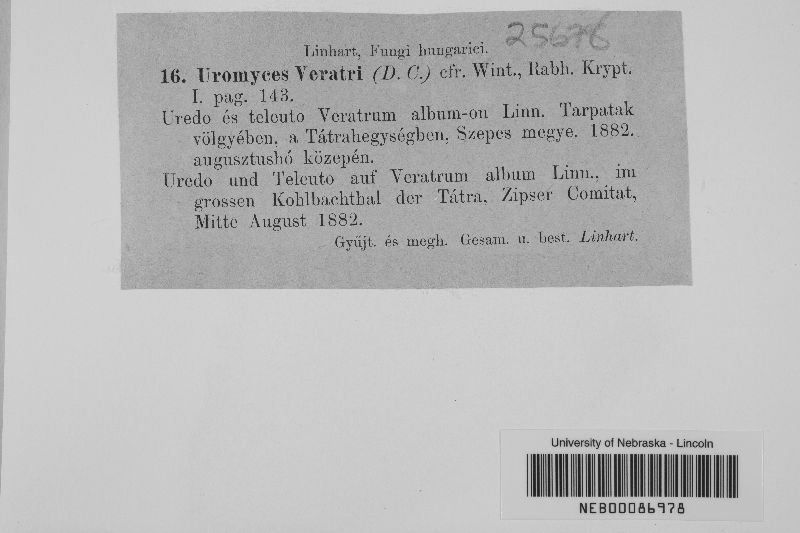 25676
Linhart, Fungi hungarici.
16. Uromyces Veratri (D. C.) cfr. Wint., Rabh. Krypt.
I. pag. 143.
Uredo és teleuto Veratrum album-on Linn. Tarpatak
völgyében, a Tátrahegységben, Szepes megye. 1882.
augusztushó közepén.
Uredo und Teleuto auf Veratrum album Linn., im
grossen Kohlbachthal der Tátra, Zipser Comitat,
Mitte August 1882.
Gyűjt. és megh. Gesam. u. best. Linhart.
University of Nebraska - Lincoln
NEB00086978